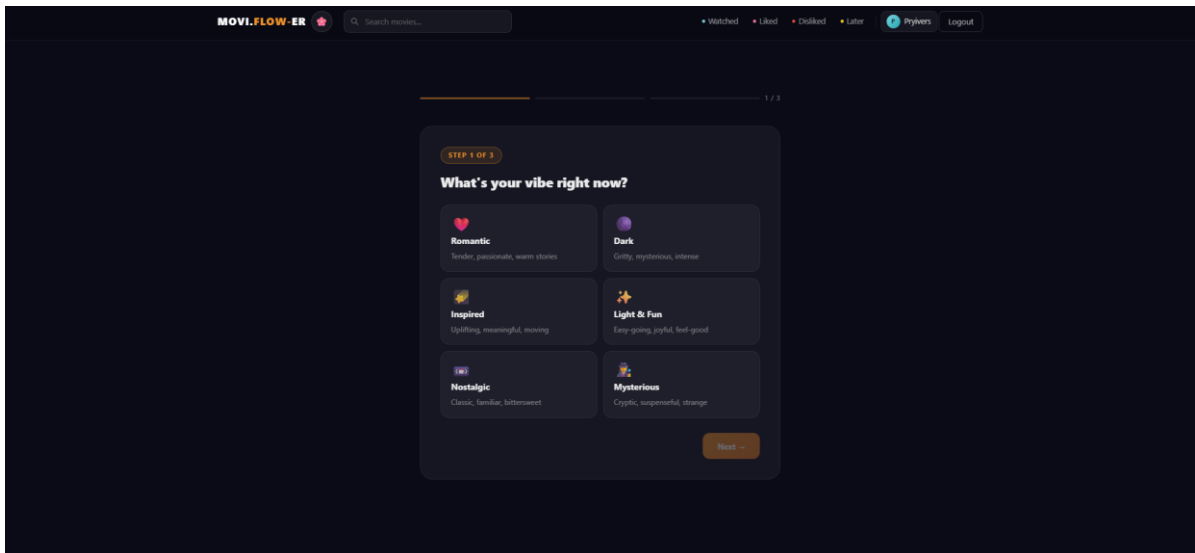 MOVI.FLOW-ER
Search movies...
Watched
Liked
Disliked
Later
P
Pryivers
Logout
1 / 3
STEP 1 OF 3
What's your vibe right now?
Romantic
Tender, passionate, warm stories
Dark
Gritty, mysterious, intense
Inspired
Uplifting, meaningful, moving
Light & Fun
Easy-going, joyful, feel-good
Nostalgic
Classic, familiar, bittersweet
Mysterious
Cryptic, suspenseful, strange
Next →